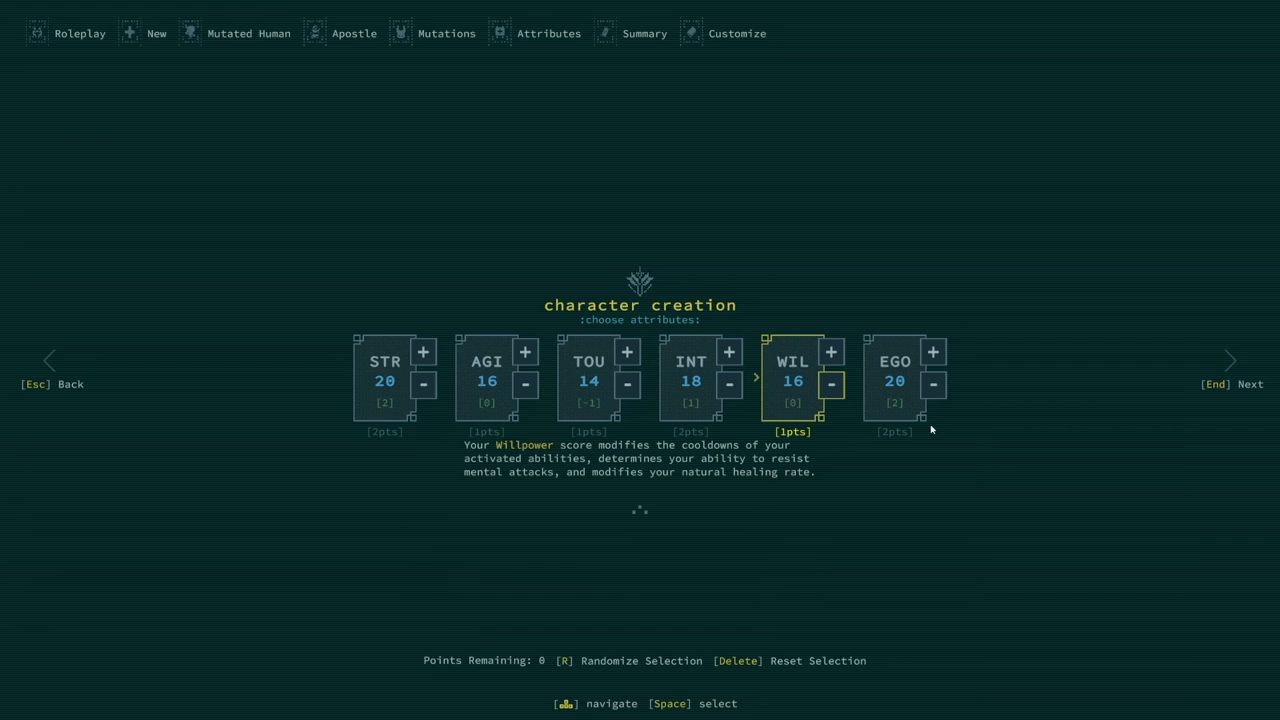 Roleplay New Mutated Human Apostle Mutations Attributes Summary Customize
character creation
:choose attributes:
STR AGI TOU INT WIL EGO
20 16 14 18 16 20
[2] [0] [-1] [1] [0] [2]
[Esc] Back
[End] Next
[2pts] [1pts] [1pts] [2pts] [1pts] [2pts]
Your Willpower score modifies the cooldowns of your
activated abilities, determines your ability to resist
mental attacks, and modifies your natural healing rate.
Points Remaining: 0 [R] Randomize Selection [Delete] Reset Selection
navigate [Space] select